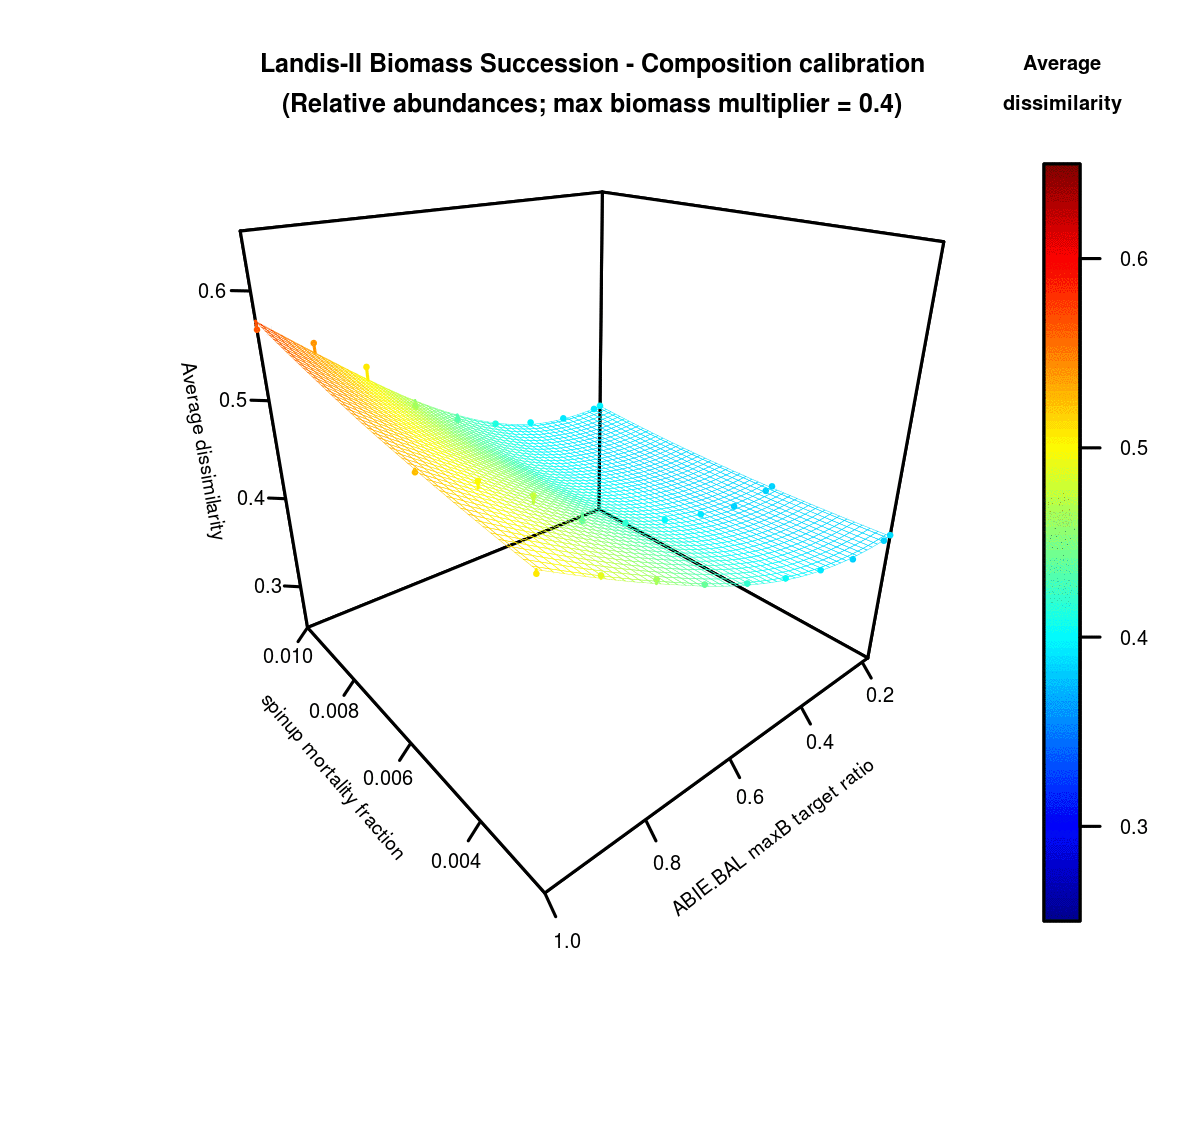 Landis-II Biomass Succession - Composition calibration
(Relative abundances; max biomass multiplier = 0.4)
Average
dissimilarity
0.6
0.5
0.4
0.3
Average dissimilarity
0.010
0.008
0.006
0.004
spinup mortality fraction
0.2
0.4
0.6
0.8
1.0
ABIE.BAL maxB target ratio
0.6
0.5
0.4
0.3